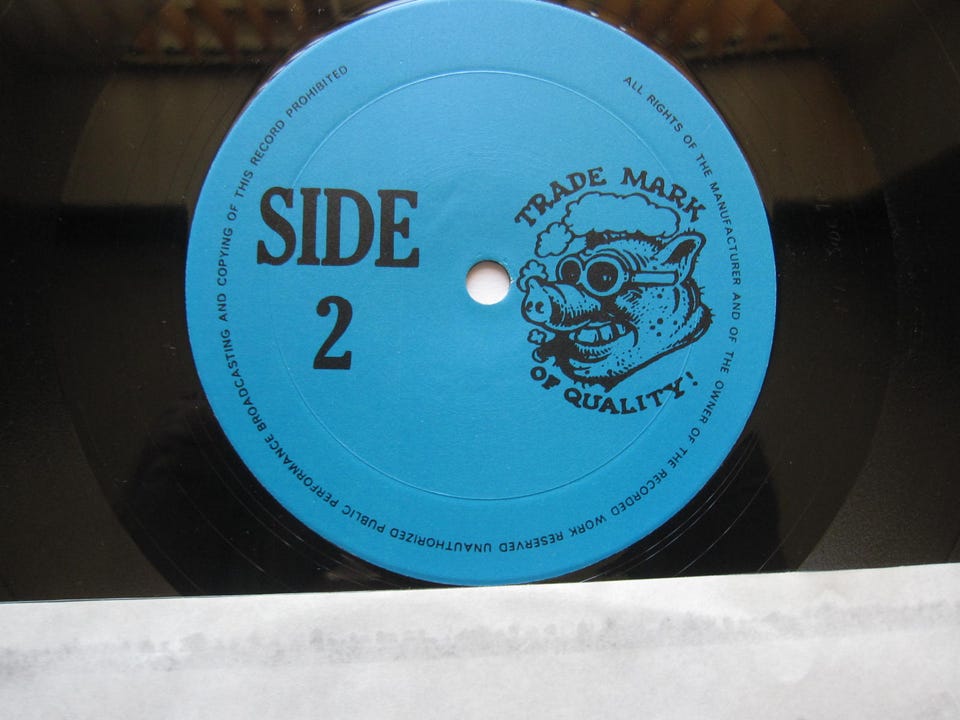 SIDE
2
TRADE MARK
OF QUALITY!
ALL RIGHTS OF THE MANUFACTURER AND OF THE OWNER OF THE RECORDED WORK RESERVED UNAUTHORIZED PUBLIC PERFORMANCE BROADCASTING AND COPYING OF THIS RECORD PROHIBITED